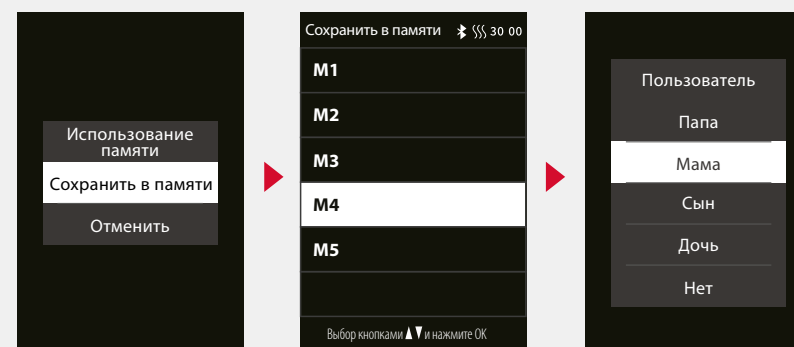 Использование
памяти
Сохранить в памяти
Отменить
Сохранить в памяти 30 00
M1
M2
M3
M4
M5
Выбор кнопками ▲▼ и нажмите OK
Пользователь
Папа
Мама
Сын
Дочь
Нет